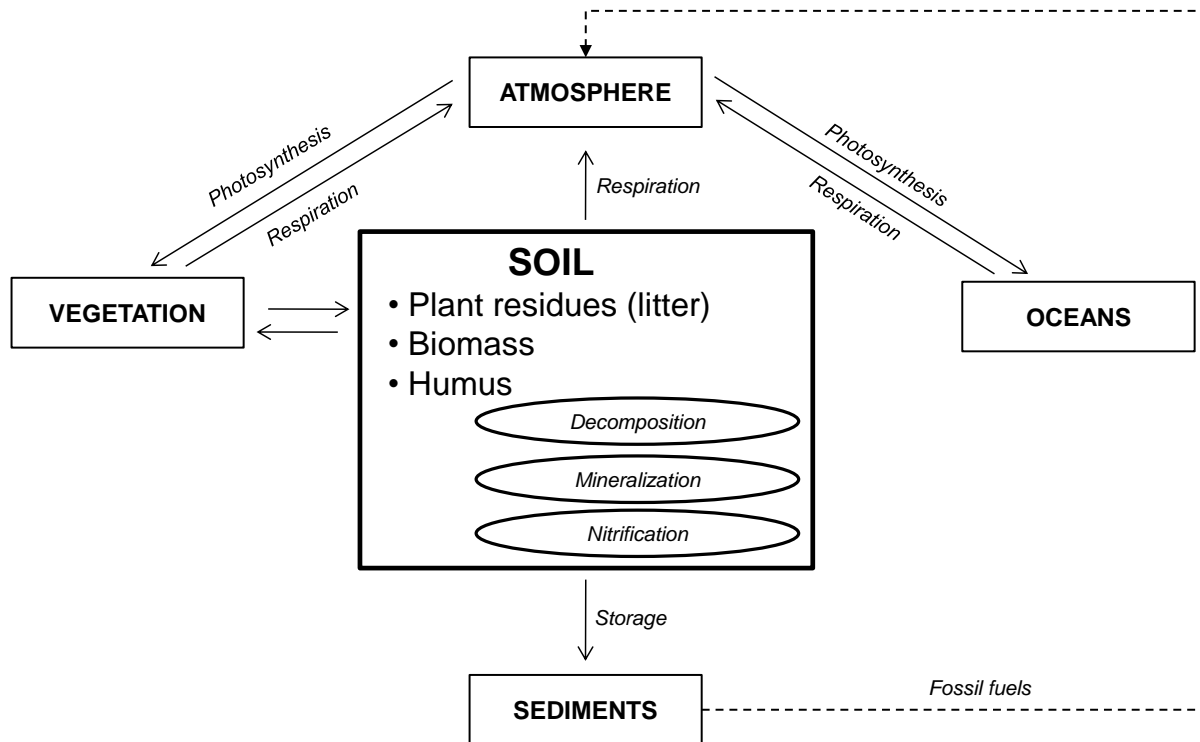 ATMOSPHERE
Photosynthesis
Respiration
Respiration
Photosynthesis
Respiration
VEGETATION
SOIL
• Plant residues (litter)
• Biomass
• Humus
Decomposition
Mineralization
Nitrification
OCEANS
Storage
SEDIMENTS
Fossil fuels